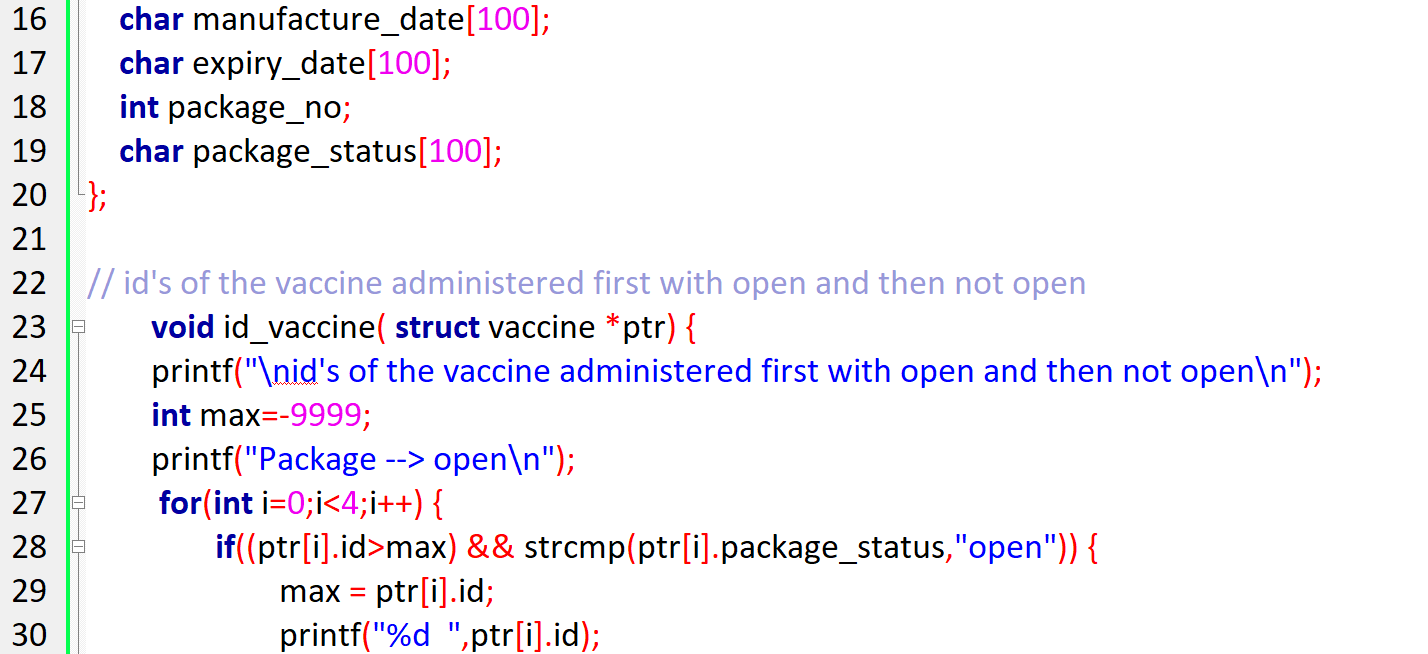 16 char manufacture_date[100];
17 char expiry_date[100];
18 int package_no;
19 char package_status[100];
20 };
21
22 // id's of the vaccine administered first with open and then not open
23 void id_vaccine( struct vaccine *ptr) {
24 printf("\nid's of the vaccine administered first with open and then not open\n");
25 int max=-9999;
26 printf("Package --> open\n");
27 for(int i=0;i<4;i++) {
28 if((ptr[i].id>max) && strcmp(ptr[i].package_status,"open")) {
29 max = ptr[i].id;
30 printf("%d  ",ptr[i].id);